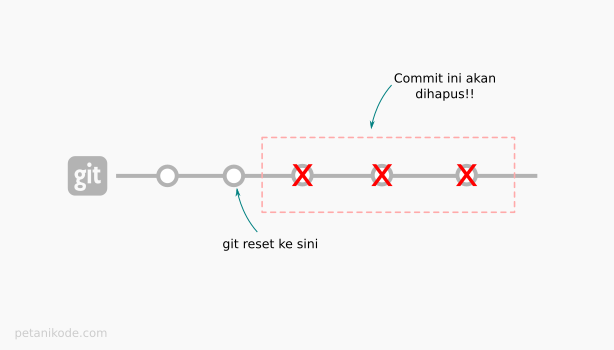 Commit ini akan
dihapus!!
git
X X X
git reset ke sini
petanikode.com